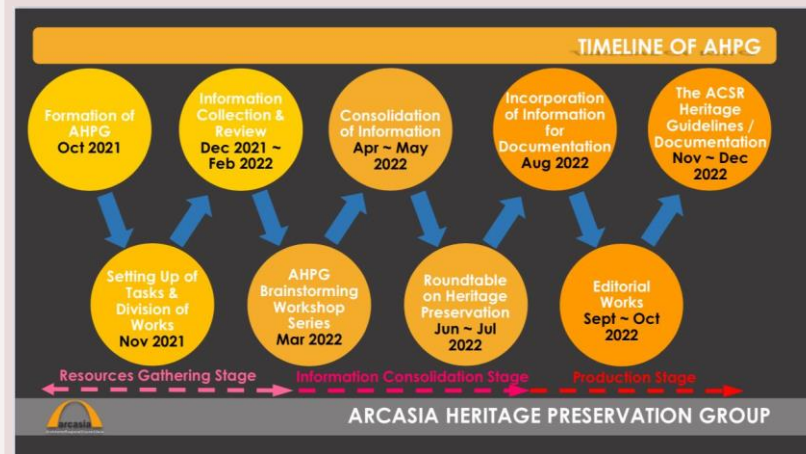 TIMELINE OF AHPG
Formation of
AHPG
Oct 2021
Setting Up of
Tasks &
Division of
Works
Nov 2021
Information
Collection &
Review
Dec 2021 ~
Feb 2022
AHPG
Brainstorming
Workshop
Series
Mar 2022
Consolidation
of Information
Apr ~ May
2022
Roundtable
on Heritage
Preservation
Jun ~ Jul
2022
Incorporation
of Information
for
Documentation
Aug 2022
Editorial
Works
Sept ~ Oct
2022
The ACSR
Heritage
Guidelines /
Documentation
Nov ~ Dec
2022
Resources Gathering Stage
Information Consolidation Stage
Production Stage
arcasia
ARCASIA HERITAGE PRESERVATION GROUP